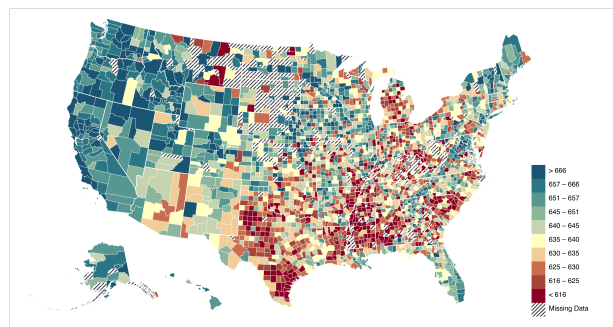 > 666
657 – 666
651 – 657
645 – 651
640 – 645
635 – 640
630 – 635
625 – 630
616 – 625
< 616
Missing Data